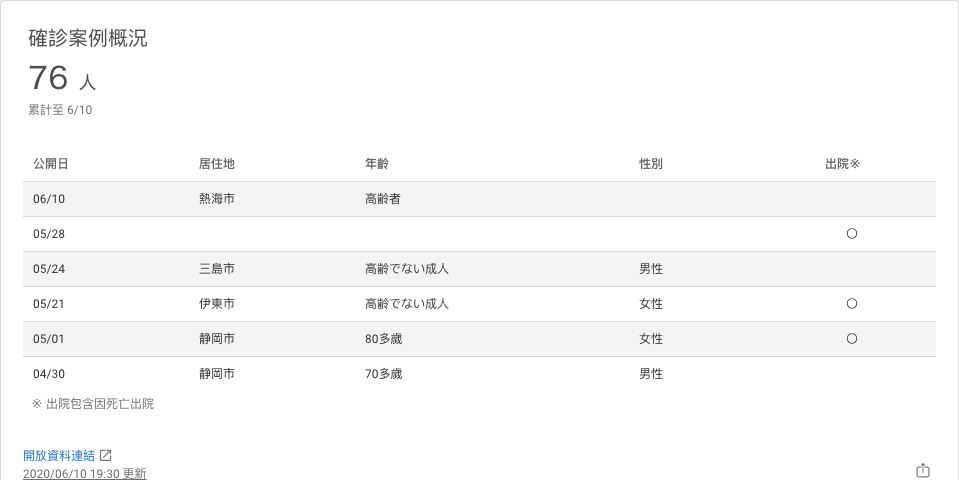 確診案例概況
76 人
累計至 6/10
公開日 居住地 年齡 性別 出院※
06/10 熱海市 高齢者
05/28 〇
05/24 三島市 高齢でない成人 男性
05/21 伊東市 高齢でない成人 女性 〇
05/01 静岡市 80多歲 女性 〇
04/30 静岡市 70多歲 男性
※ 出院包含因死亡出院
開放資料連結
2020/06/10 19:30 更新